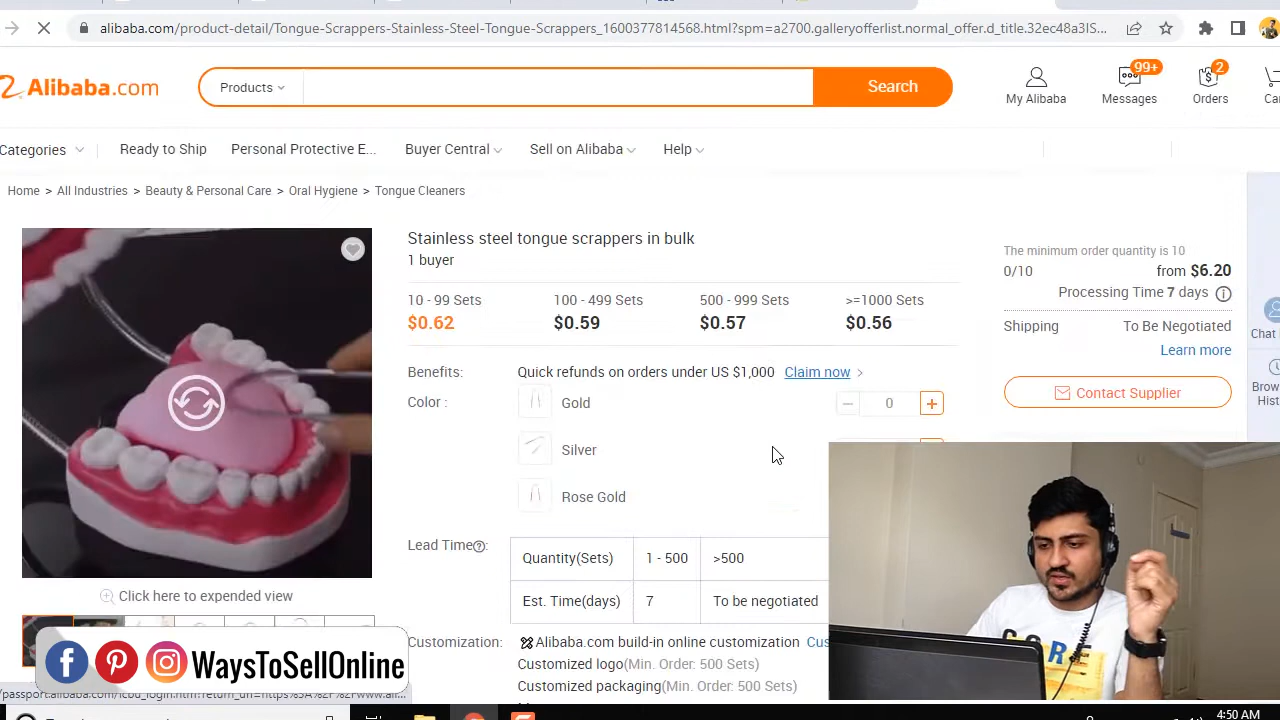 alibaba.com/product-detail/Tongue-Scrappers-Stainless-Steel-Tongue-Scrappers_1600377814568.html?spm=a2700.galleryofferlist.normal_offer.d_title.32ec48a3IS...
Alibaba.com
Products
Search
99+
2
My Alibaba
Messages
Orders
Categories
Ready to Ship
Personal Protective E...
Buyer Central
Sell on Alibaba
Help
Home > All Industries > Beauty & Personal Care > Oral Hygiene > Tongue Cleaners
Stainless steel tongue scrappers in bulk
1 buyer
10 - 99 Sets 100 - 499 Sets 500 - 999 Sets >=1000 Sets
$0.62 $0.59 $0.57 $0.56
Benefits: Quick refunds on orders under US $1,000 Claim now >
Color : Gold 0
Silver
Rose Gold
Lead Time: Quantity(Sets) 1 - 500 >500
Est. Time(days) 7 To be negotiated
Customization: Alibaba.com build-in online customization
Customized logo(Min. Order: 500 Sets)
Customized packaging(Min. Order: 500 Sets)
The minimum order quantity is 10
0/10 from $6.20
Processing Time 7 days
Shipping To Be Negotiated
Learn more
Contact Supplier
Chat
Click here to expended view
WaysToSellOnline
4:50 AM